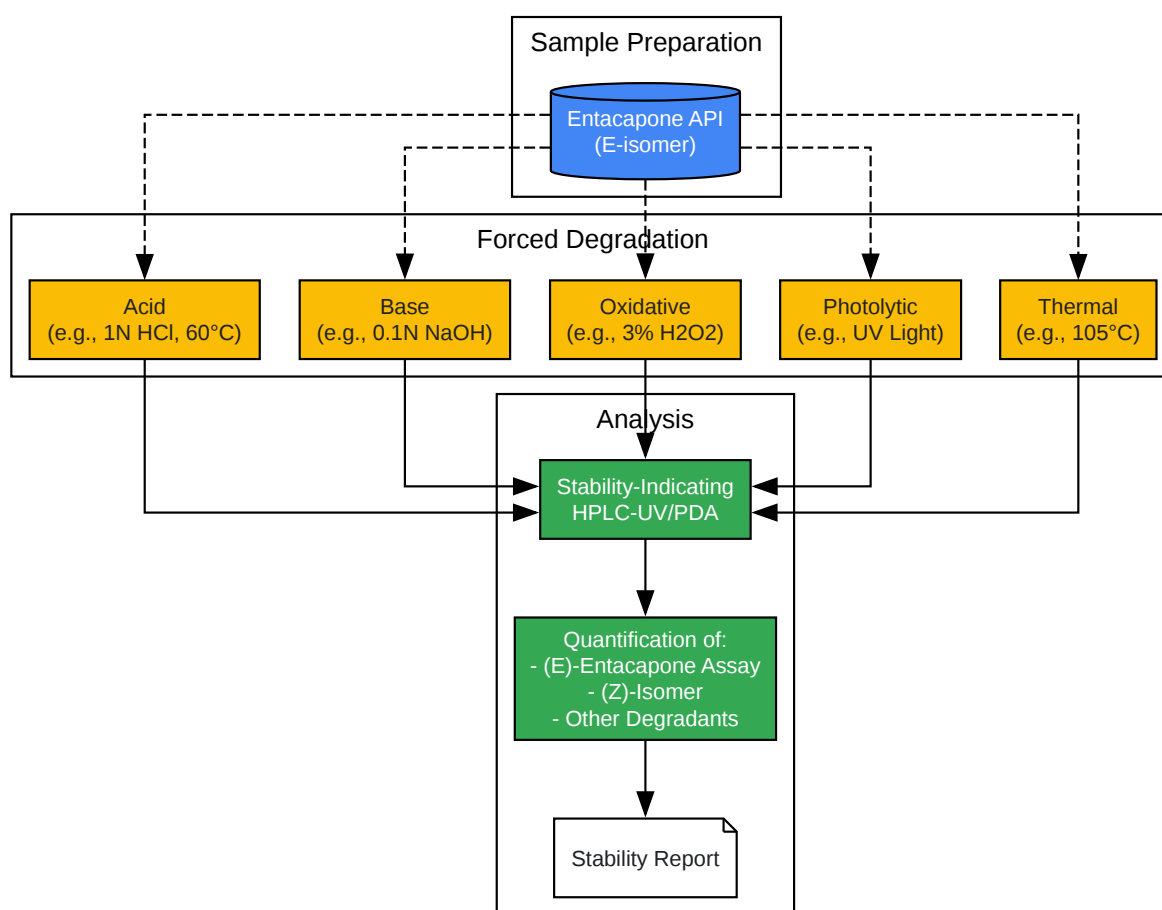 Sample Preparation
Entacapone API
(E-isomer)
Forced Degradation
Acid
(e.g., 1N HCl, 60°C)
Base
(e.g., 0.1N NaOH)
Oxidative
(e.g., 3% H2O2)
Photolytic
(e.g., UV Light)
Thermal
(e.g., 105°C)
Analysis
Stability-Indicating
HPLC-UV/PDA
Quantification of:
- (E)-Entacapone Assay
- (Z)-Isomer
- Other Degradants
Stability Report